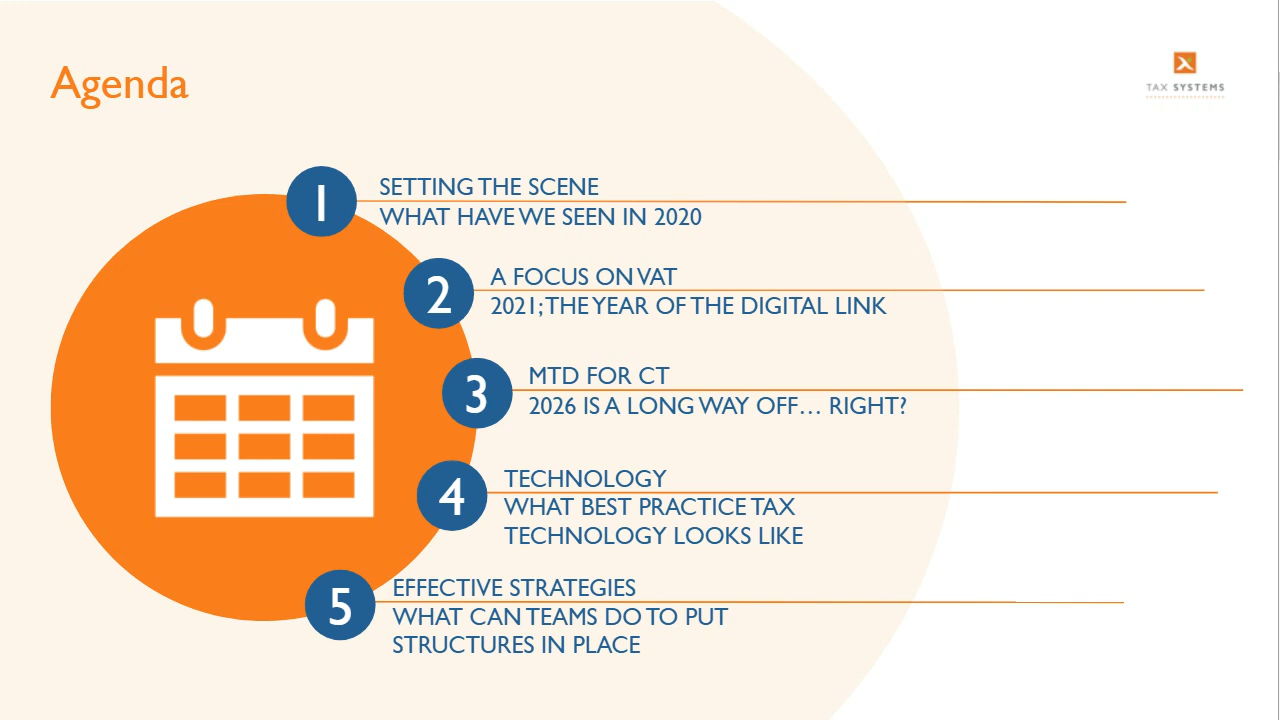 Agenda
TAX SYSTEMS
1
SETTING THE SCENE
WHAT HAVE WE SEEN IN 2020
2
A FOCUS ON VAT
2021; THE YEAR OF THE DIGITAL LINK
3
MTD FOR CT
2026 IS A LONG WAY OFF… RIGHT?
4
TECHNOLOGY
WHAT BEST PRACTICE TAX
TECHNOLOGY LOOKS LIKE
5
EFFECTIVE STRATEGIES
WHAT CAN TEAMS DO TO PUT
STRUCTURES IN PLACE